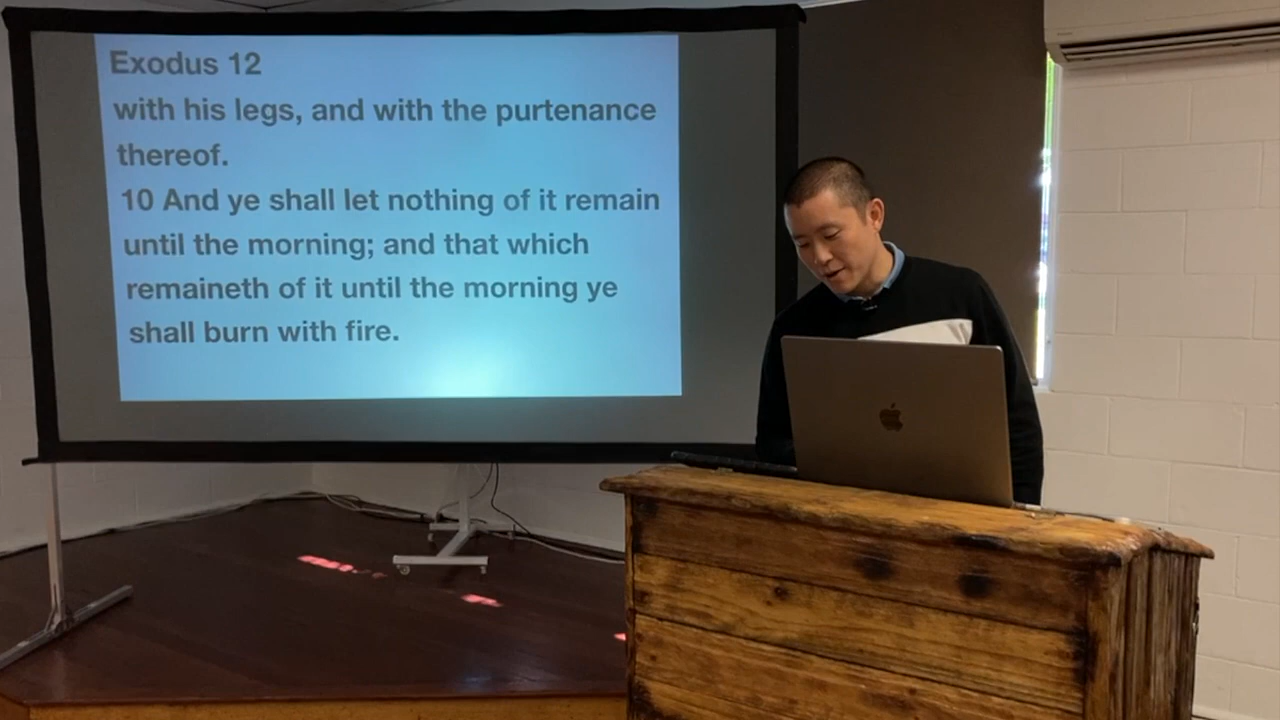 Exodus 12
with his legs, and with the purtenance
thereof.
10 And ye shall let nothing of it remain
until the morning; and that which
remaineth of it until the morning ye
shall burn with fire.